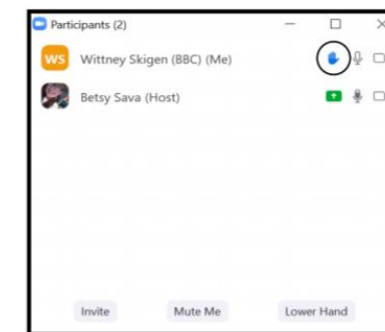 Participants (2)
WS Wittney Skigen (BBC) (Me)
Betsy Sava (Host)
Invite Mute Me Lower Hand